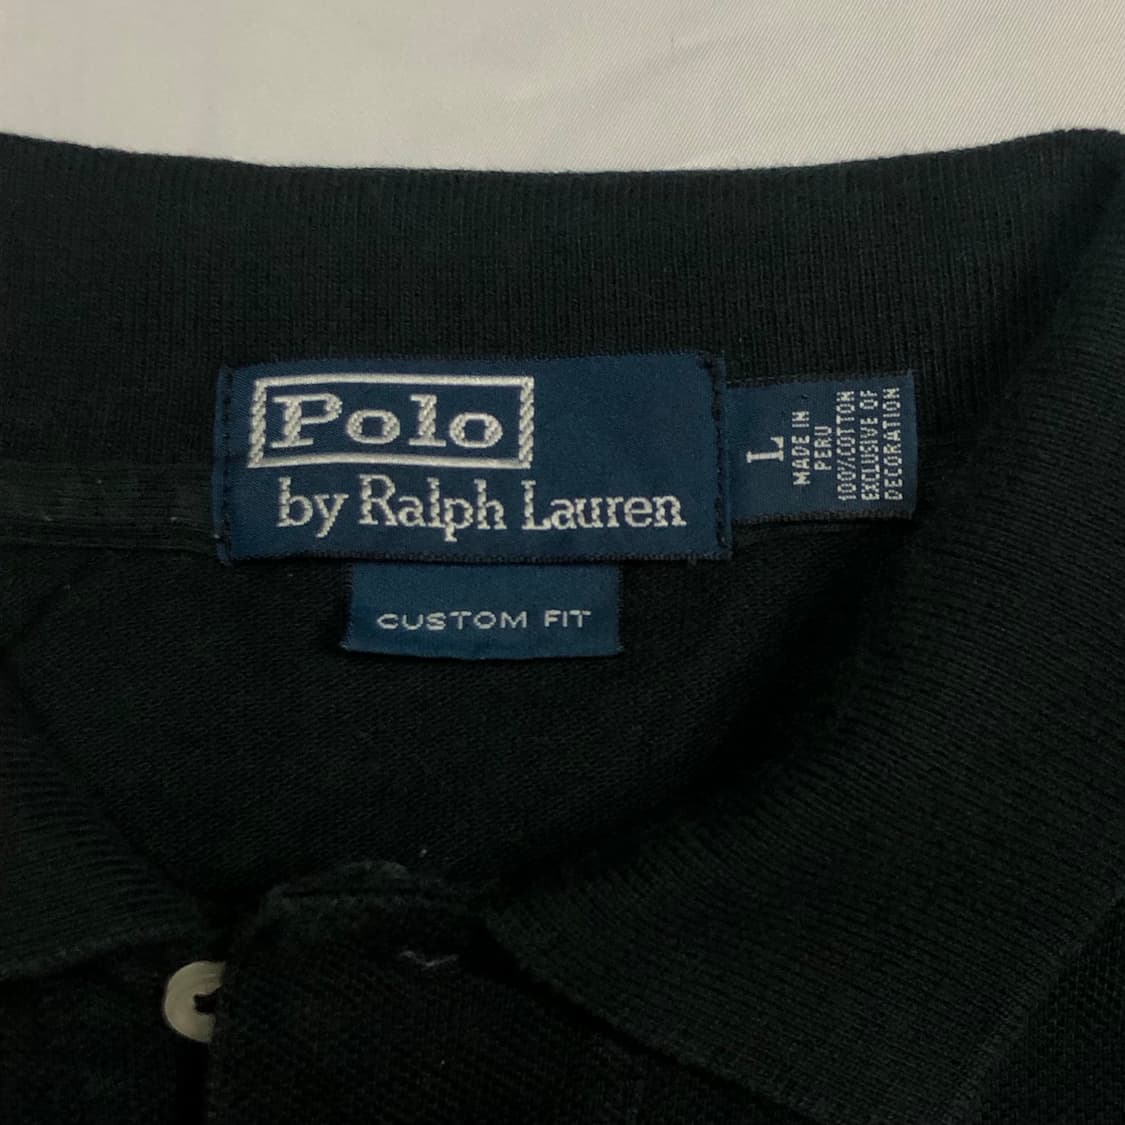 Polo
by Ralph Lauren
CUSTOM FIT
L
MADE IN
PERU
100%COTTON
EXCLUSIVE OF
DECORATION